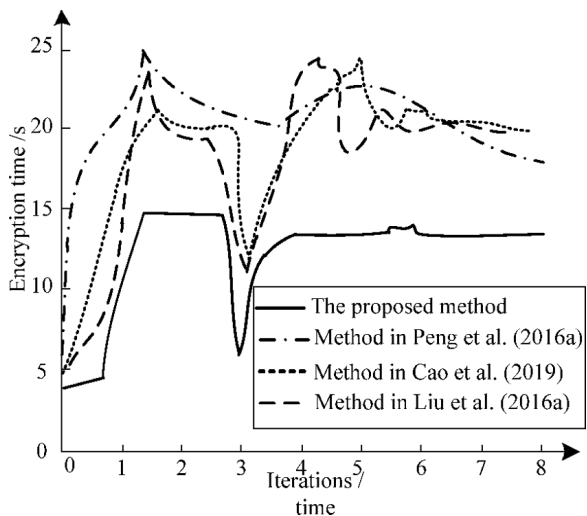 Encryption time /s
25
20
15
10
5
0
The proposed method
Method in Peng et al. (2016a)
Method in Cao et al. (2019)
Method in Liu et al. (2016a)
0 1 2 3 4 5 6 7 8
Iterations /
time